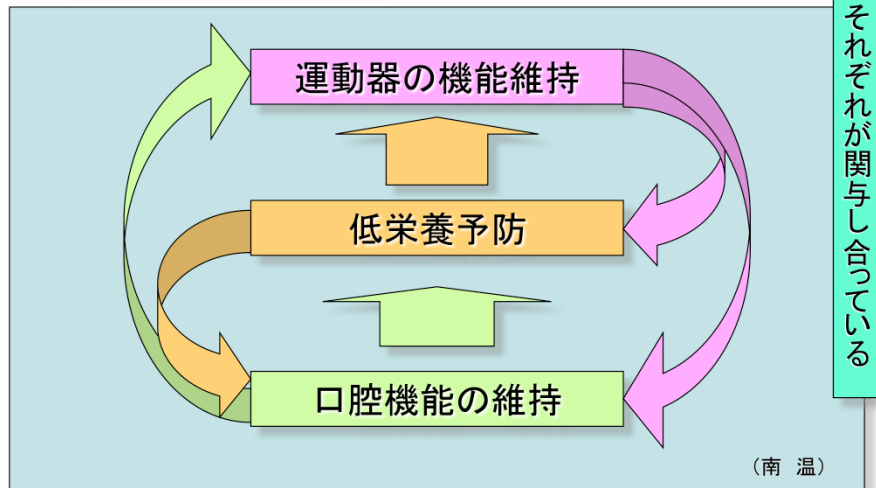 運動器の機能維持
低栄養予防
口腔機能の維持
それぞれが関与し合っている
（南　温）